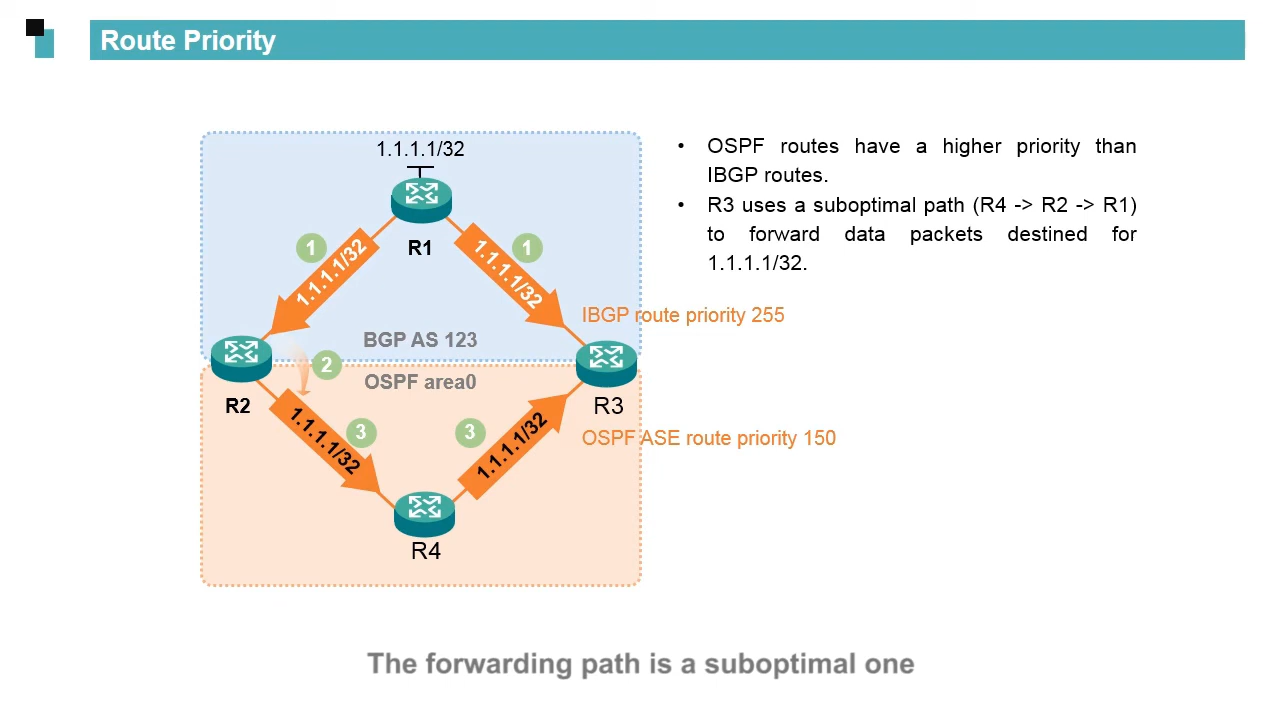 Route Priority
1.1.1.1/32
R1
1
1.1.1.1/32
1.1.1.1/32
1
IBGP route priority 255
BGP AS 123
2
OSPF area0
R2
R3
1.1.1.1/32
3
3
1.1.1.1/32
OSPF ASE route priority 150
R4
• OSPF routes have a higher priority than
IBGP routes.
• R3 uses a suboptimal path (R4 -> R2 -> R1)
to forward data packets destined for
1.1.1.1/32.
The forwarding path is a suboptimal one